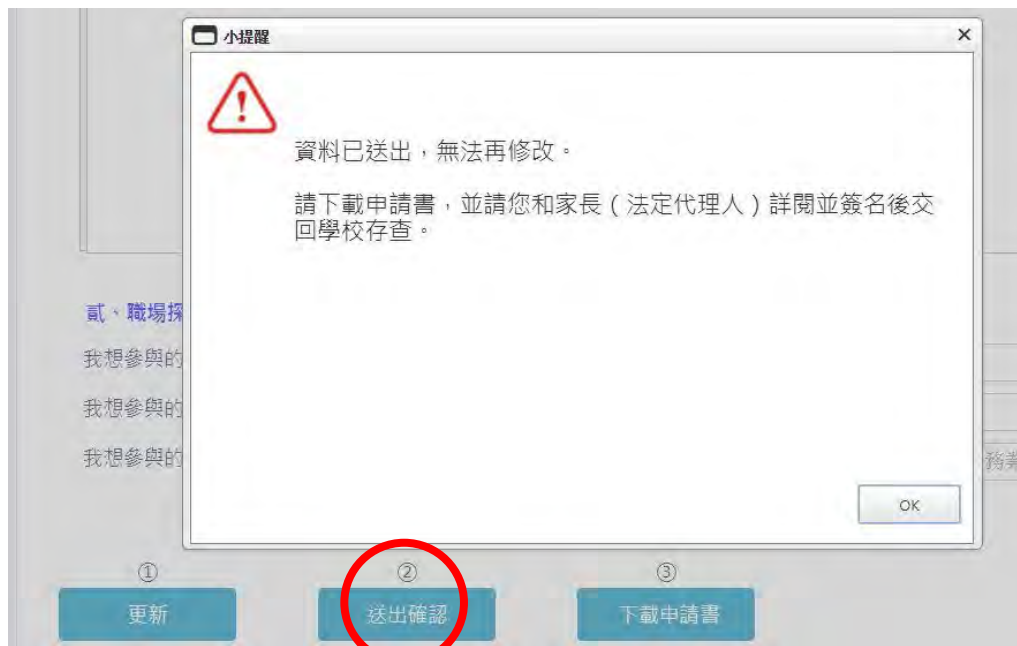 小提醒
資料已送出，無法再修改。
請下載申請書，並請您和家長（法定代理人）詳閱並簽名後交
回學校存查。
貳、職場探
我想參與的
我想參與的
我想參與的
務業
OK
① ② ③
更新 送出確認 下載申請書